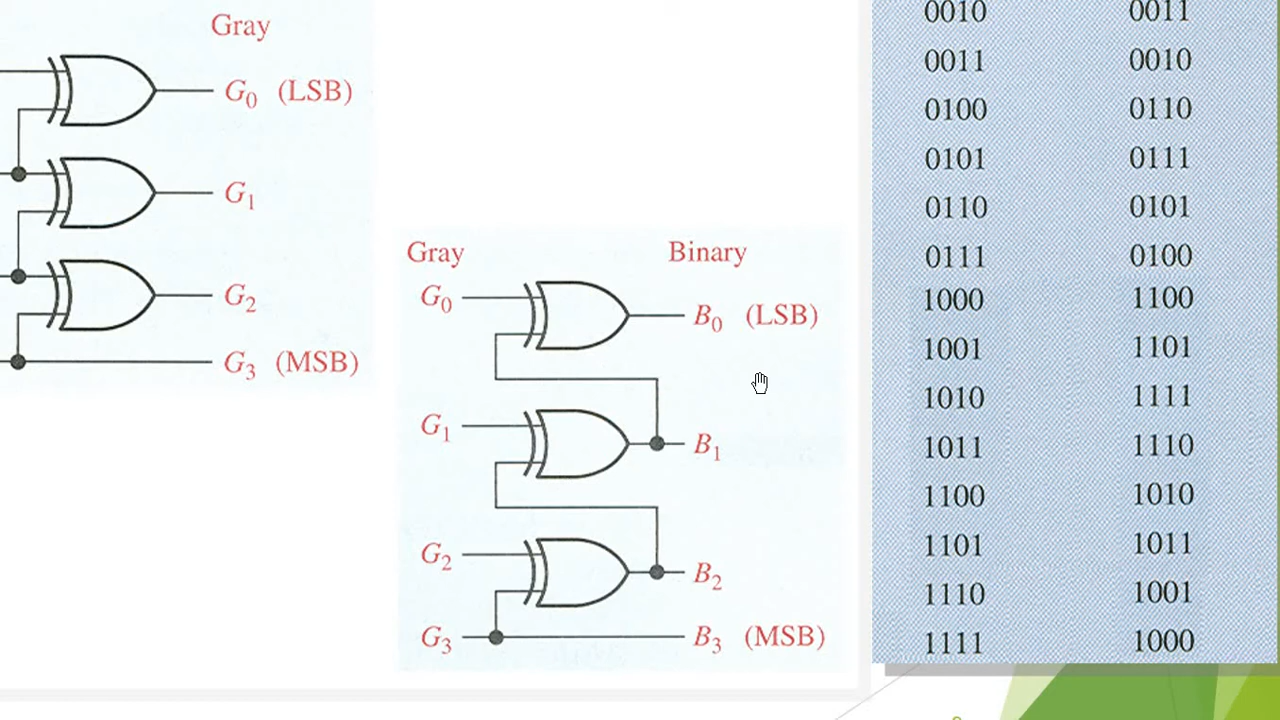 Gray
G0 (LSB)
G1
G2
G3 (MSB)
Gray Binary
G0 B0 (LSB)
G1 B1
G2 B2
G3 B3 (MSB)
0010 0011
0011 0010
0100 0110
0101 0111
0110 0101
0111 0100
1000 1100
1001 1101
1010 1111
1011 1110
1100 1010
1101 1011
1110 1001
1111 1000